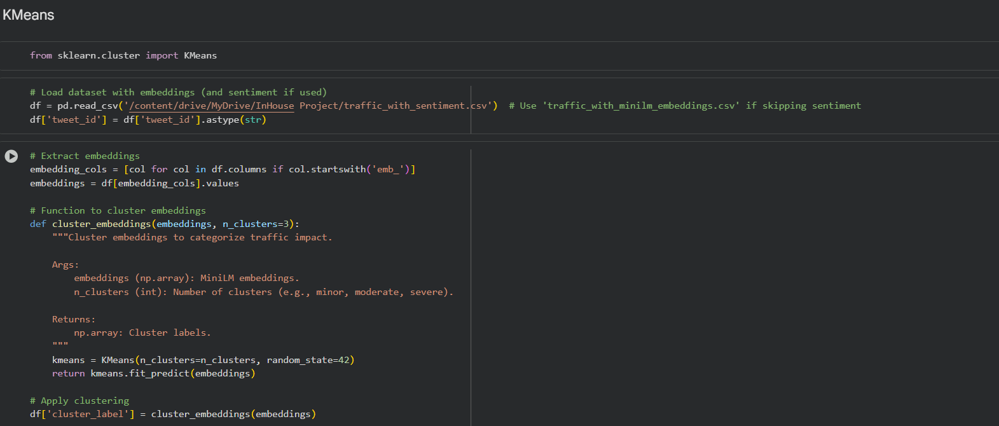 KMeans
from sklearn.cluster import KMeans
# Load dataset with embeddings (and sentiment if used)
df = pd.read_csv('/content/drive/MyDrive/InHouse Project/traffic_with_sentiment.csv')  # Use 'traffic_with_minilm_embeddings.csv' if skipping sentiment
df['tweet_id'] = df['tweet_id'].astype(str)
# Extract embeddings
embedding_cols = [col for col in df.columns if col.startswith('emb_')]
embeddings = df[embedding_cols].values
# Function to cluster embeddings
def cluster_embeddings(embeddings, n_clusters=3):
    """Cluster embeddings to categorize traffic impact.
    Args:
        embeddings (np.array): MiniLM embeddings.
        n_clusters (int): Number of clusters (e.g., minor, moderate, severe).
    Returns:
        np.array: Cluster labels.
    """
    kmeans = KMeans(n_clusters=n_clusters, random_state=42)
    return kmeans.fit_predict(embeddings)
# Apply clustering
df['cluster_label'] = cluster_embeddings(embeddings)